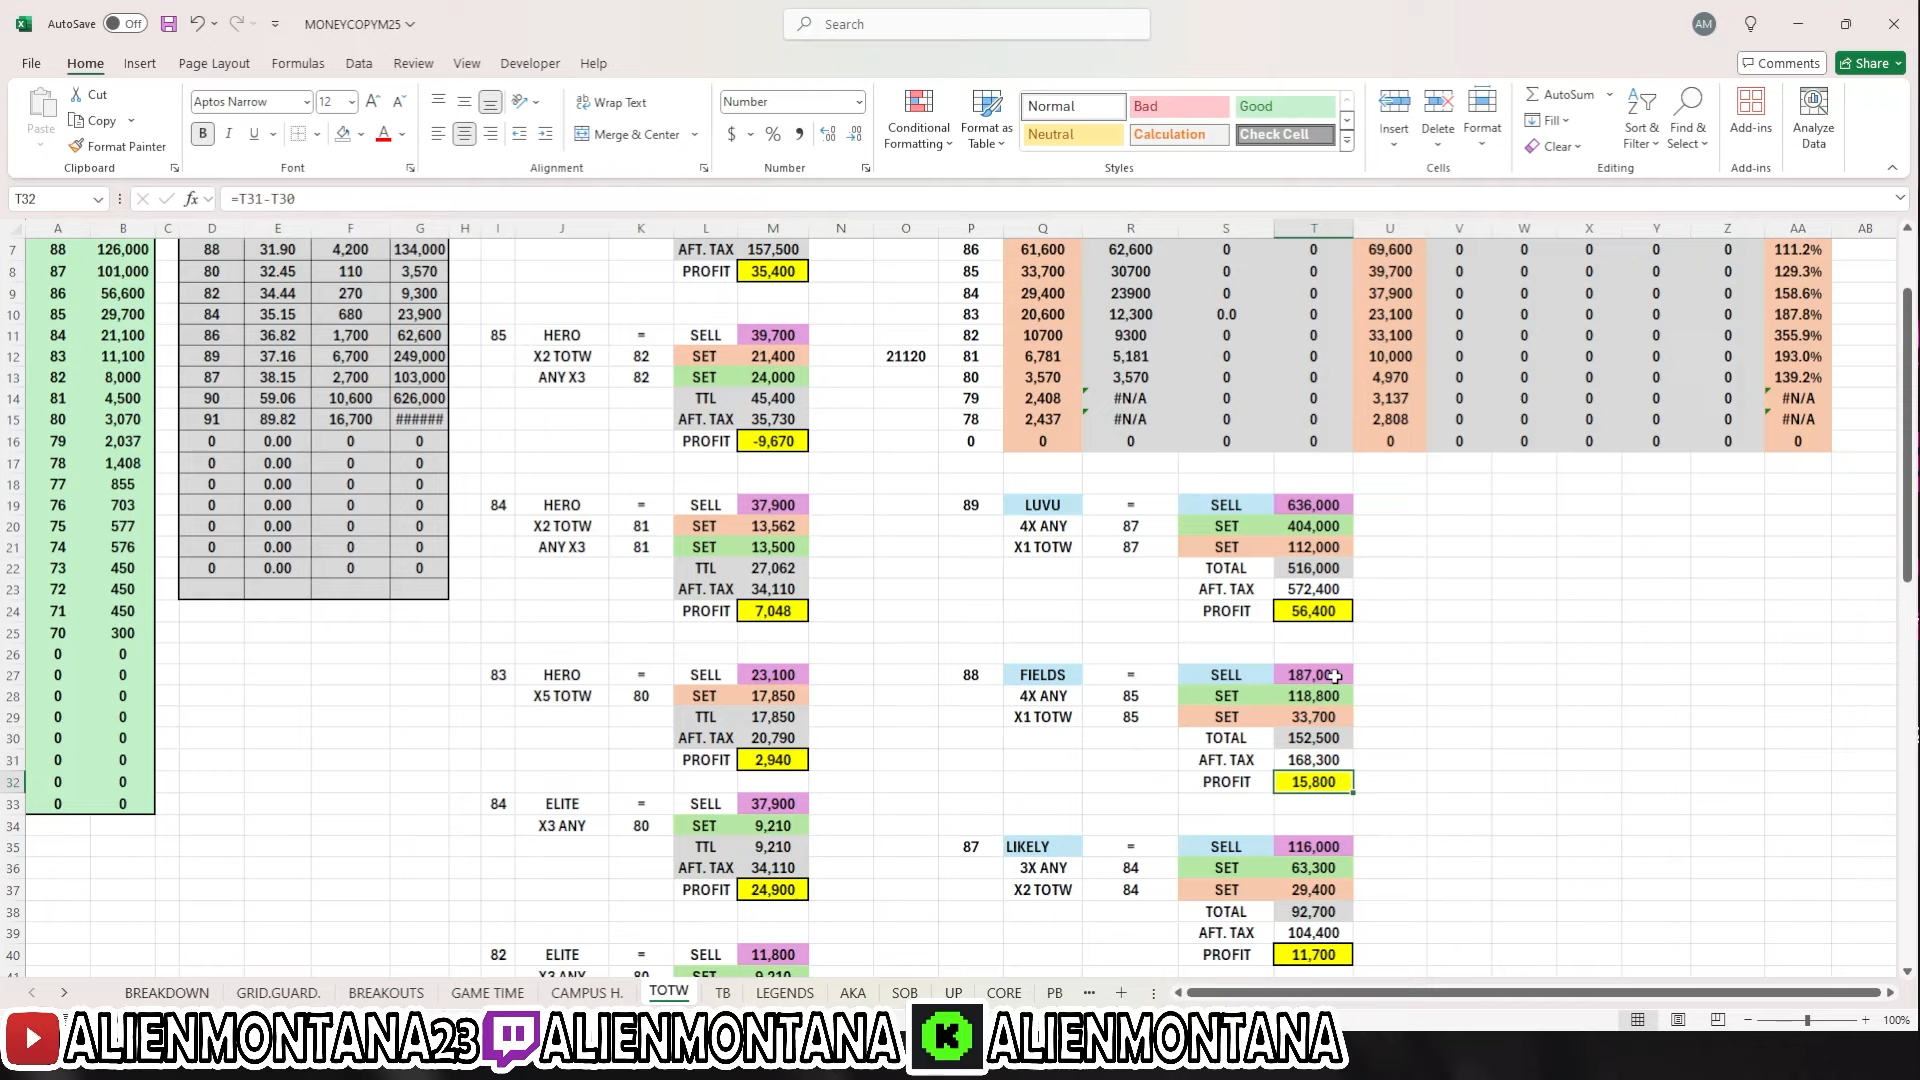 AutoSave Off MONEYCOPYM25 Search AM
File Home Insert Page Layout Formulas Data Review View Developer Help Comments Share
Paste Cut Copy Format Painter Clipboard
Aptos Narrow 12 B I U A Font
Wrap Text Merge & Center Alignment
Number $ % Number
Conditional Formatting Format as Table Normal Bad Good Neutral Calculation Check Cell Styles
Insert Delete Format Cells
AutoSum Fill Clear Sort & Filter Find & Select Editing
Add-ins Add-ins Analyze Data
T32 fx =T31-T30
A B C D E F G H I J K L M N O P Q R S T U V W X Y Z AA AB
7 88 126,000 88 31.90 4,200 134,000 AFT. TAX 157,500 86 61,600 62,600 0 0 69,600 0 0 0 0 0 111.2%
8 87 101,000 80 32.45 110 3,570 PROFIT 35,400 85 33,700 30700 0 0 39,700 0 0 0 0 0 129.3%
9 86 56,600 82 34.44 270 9,300 84 29,400 23900 0 0 37,900 0 0 0 0 0 158.6%
10 85 29,700 84 35.15 680 23,900 83 20,600 12,300 0.0 0 23,100 0 0 0 0 0 187.8%
11 84 21,100 86 36.82 1,700 62,600 85 HERO = SELL 39,700 82 10700 9300 0 0 33,100 0 0 0 0 0 355.9%
12 83 11,100 89 37.16 6,700 249,000 X2 TOTW 82 SET 21,400 21120 81 6,781 5,181 0 0 10,000 0 0 0 0 0 193.0%
13 82 8,000 87 38.15 2,700 103,000 ANY X3 82 SET 24,000 80 3,570 3,570 0 0 4,970 0 0 0 0 0 139.2%
14 81 4,500 90 59.06 10,600 626,000 TTL 45,400 79 2,408 #N/A 0 0 3,137 0 0 0 0 0 #N/A
15 80 3,070 91 89.82 16,700 ###### AFT. TAX 35,730 78 2,437 #N/A 0 0 2,808 0 0 0 0 0 #N/A
16 79 2,037 0 0.00 0 0 PROFIT -9,670 0 0 0 0 0 0 0 0 0 0 0 0
17 78 1,408 0 0.00 0 0
18 77 855 0 0.00 0 0
19 76 703 0 0.00 0 0 84 HERO = SELL 37,900 89 LUVU = SELL 636,000
20 75 577 0 0.00 0 0 X2 TOTW 81 SET 13,562 4X ANY 87 SET 404,000
21 74 576 0 0.00 0 0 ANY X3 81 SET 13,500 X1 TOTW 87 SET 112,000
22 73 450 0 0.00 0 0 TTL 27,062 TOTAL 516,000
23 72 450 AFT. TAX 34,110 AFT. TAX 572,400
24 71 450 PROFIT 7,048 PROFIT 56,400
25 70 300
26 0 0
27 0 0 83 HERO = SELL 23,100 88 FIELDS = SELL 187,000
28 0 0 X5 TOTW 80 SET 17,850 4X ANY 85 SET 118,800
29 0 0 TTL 17,850 X1 TOTW 85 SET 33,700
30 0 0 AFT. TAX 20,790 TOTAL 152,500
31 0 0 PROFIT 2,940 AFT. TAX 168,300
32 0 0 PROFIT 15,800
33 0 0 84 ELITE = SELL 37,900
34 X3 ANY 80 SET 9,210
35 TTL 9,210 87 LIKELY = SELL 116,000
36 AFT. TAX 34,110 3X ANY 84 SET 63,300
37 PROFIT 24,900 X2 TOTW 84 SET 29,400
38 TOTAL 92,700
39 AFT. TAX 104,400
40 82 ELITE = SELL 11,800 PROFIT 11,700
41 X3 ANY 80 SET 9,210
BREAKDOWN GRID.GUARD. BREAKOUTS GAME TIME CAMPUS H. TOTW TB LEGENDS AKA SOB UP CORE PB
100%
ALIENMONTANA23 ALIENMONTANA K ALIENMONTANA